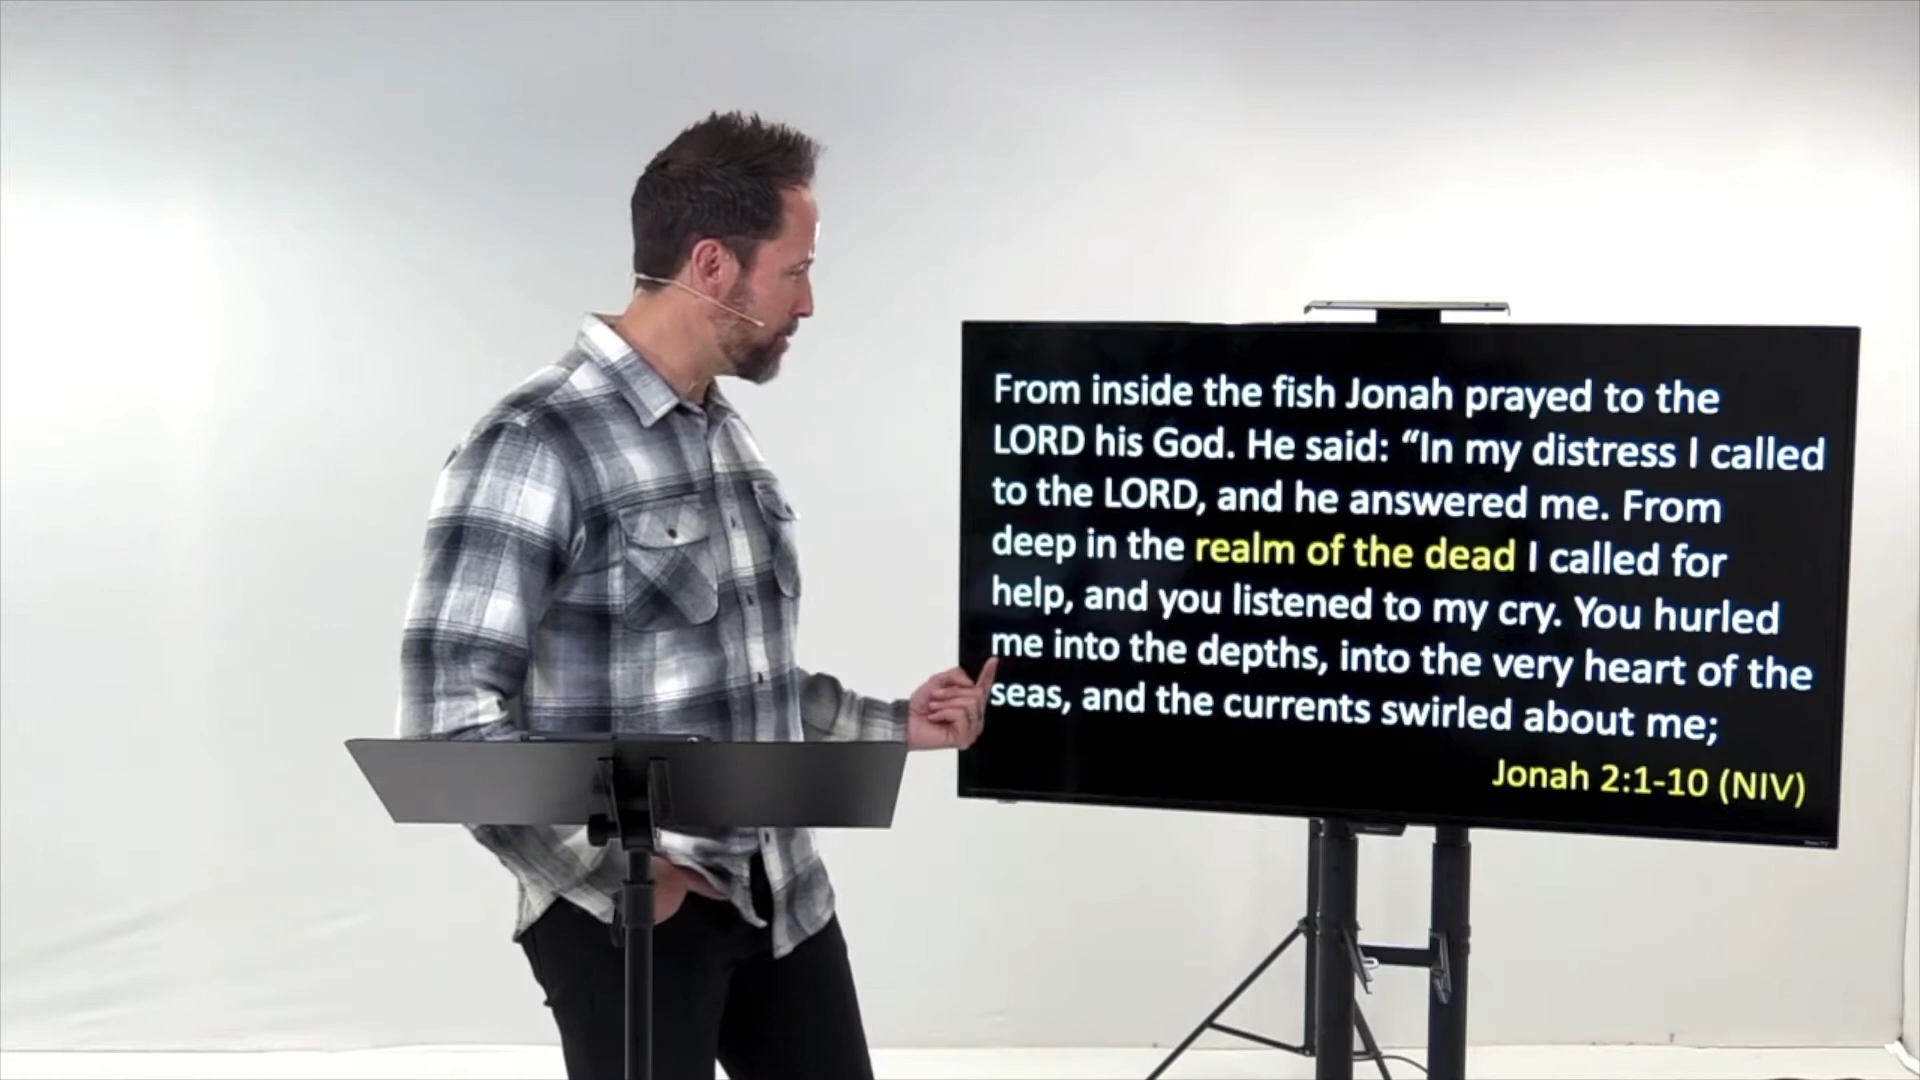 From inside the fish Jonah prayed to the
LORD his God. He said: “In my distress I called
to the LORD, and he answered me. From
deep in the realm of the dead I called for
help, and you listened to my cry. You hurled
me into the depths, into the very heart of the
seas, and the currents swirled about me;
Jonah 2:1-10 (NIV)